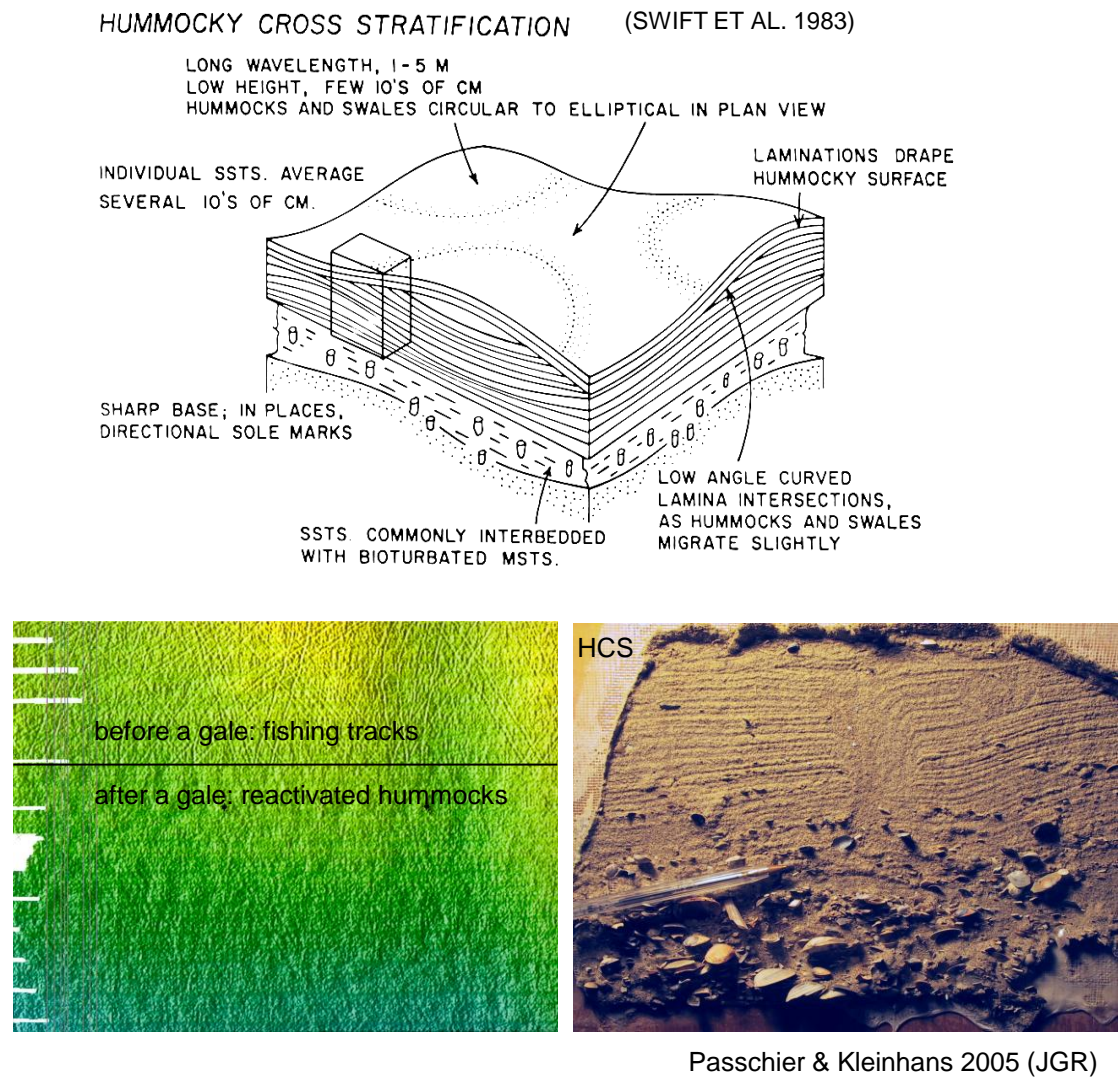 HUMMOCKY CROSS STRATIFICATION (SWIFT ET AL. 1983)
LONG WAVELENGTH, 1-5 M
LOW HEIGHT, FEW 10'S OF CM
HUMMOCKS AND SWALES CIRCULAR TO ELLIPTICAL IN PLAN VIEW
LAMINATIONS DRAPE
HUMMOCKY SURFACE
INDIVIDUAL SSTS. AVERAGE
SEVERAL 10'S OF CM.
SHARP BASE; IN PLACES,
DIRECTIONAL SOLE MARKS
LOW ANGLE CURVED
LAMINA INTERSECTIONS,
AS HUMMOCKS AND SWALES
MIGRATE SLIGHTLY
SSTS. COMMONLY INTERBEDDED
WITH BIOTURBATED MSTS.
before a gale: fishing tracks
after a gale: reactivated hummocks
HCS
Passchier & Kleinhans 2005 (JGR)